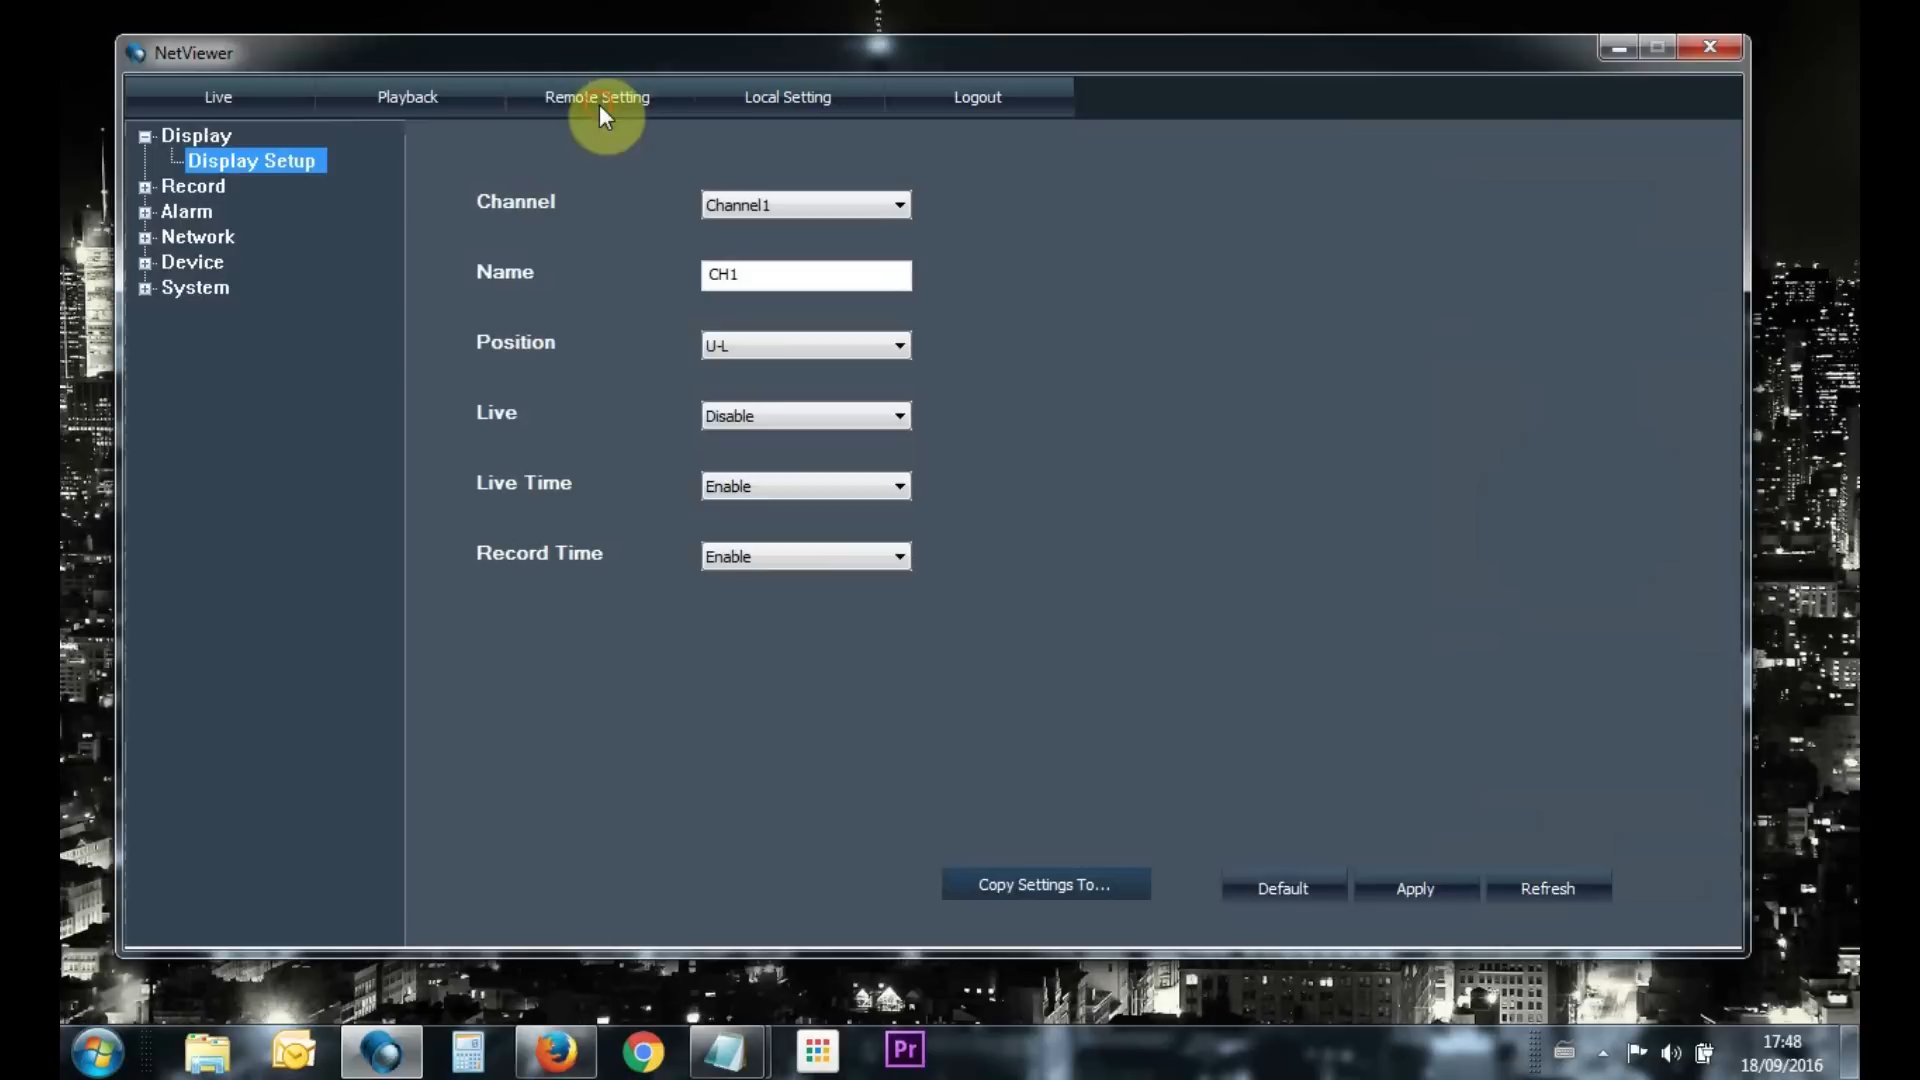 NetViewer
Live Playback Remote Setting Local Setting Logout
Display
Display Setup
Record
Alarm
Network
Device
System
Channel Channel1
Name CH1
Position U-L
Live Disable
Live Time Enable
Record Time Enable
Copy Settings To... Default Apply Refresh
Pr
17:48
18/09/2016